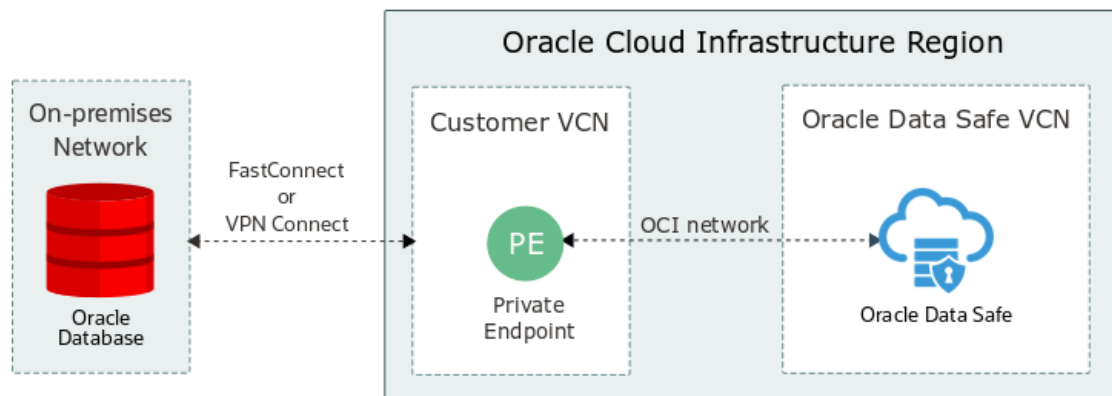 Oracle Cloud Infrastructure Region
On-premises
Network
Oracle
Database
FastConnect
or
VPN Connect
Customer VCN
PE
Private
Endpoint
OCI network
Oracle Data Safe VCN
Oracle Data Safe